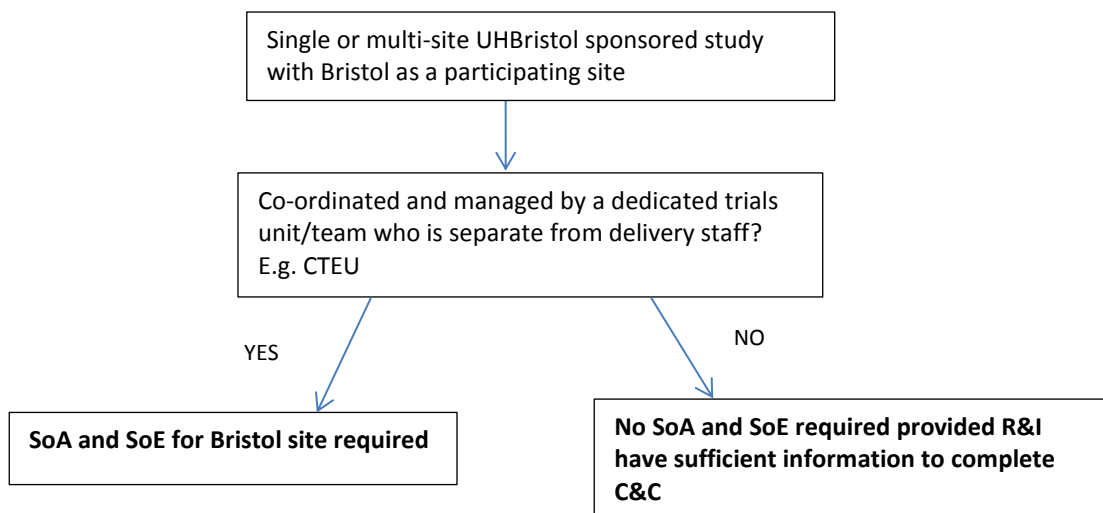 Single or multi-site UHBristol sponsored study
with Bristol as a participating site
Co-ordinated and managed by a dedicated trials
unit/team who is separate from delivery staff?
E.g. CTEU
YES
NO
SoA and SoE for Bristol site required
No SoA and SoE required provided R&I
have sufficient information to complete
C&C